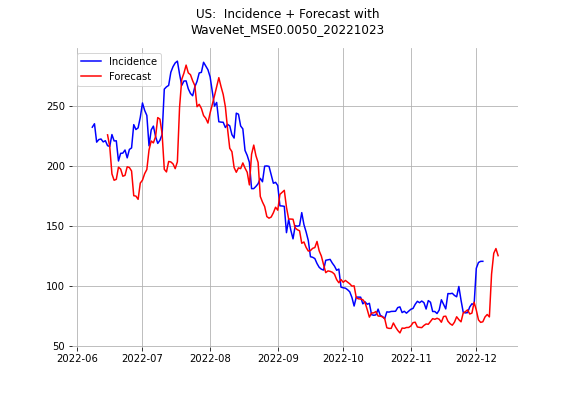 US:  Incidence + Forecast with
WaveNet_MSE0.0050_20221023
Incidence
Forecast
250
200
150
100
50
2022-06 2022-07 2022-08 2022-09 2022-10 2022-11 2022-12